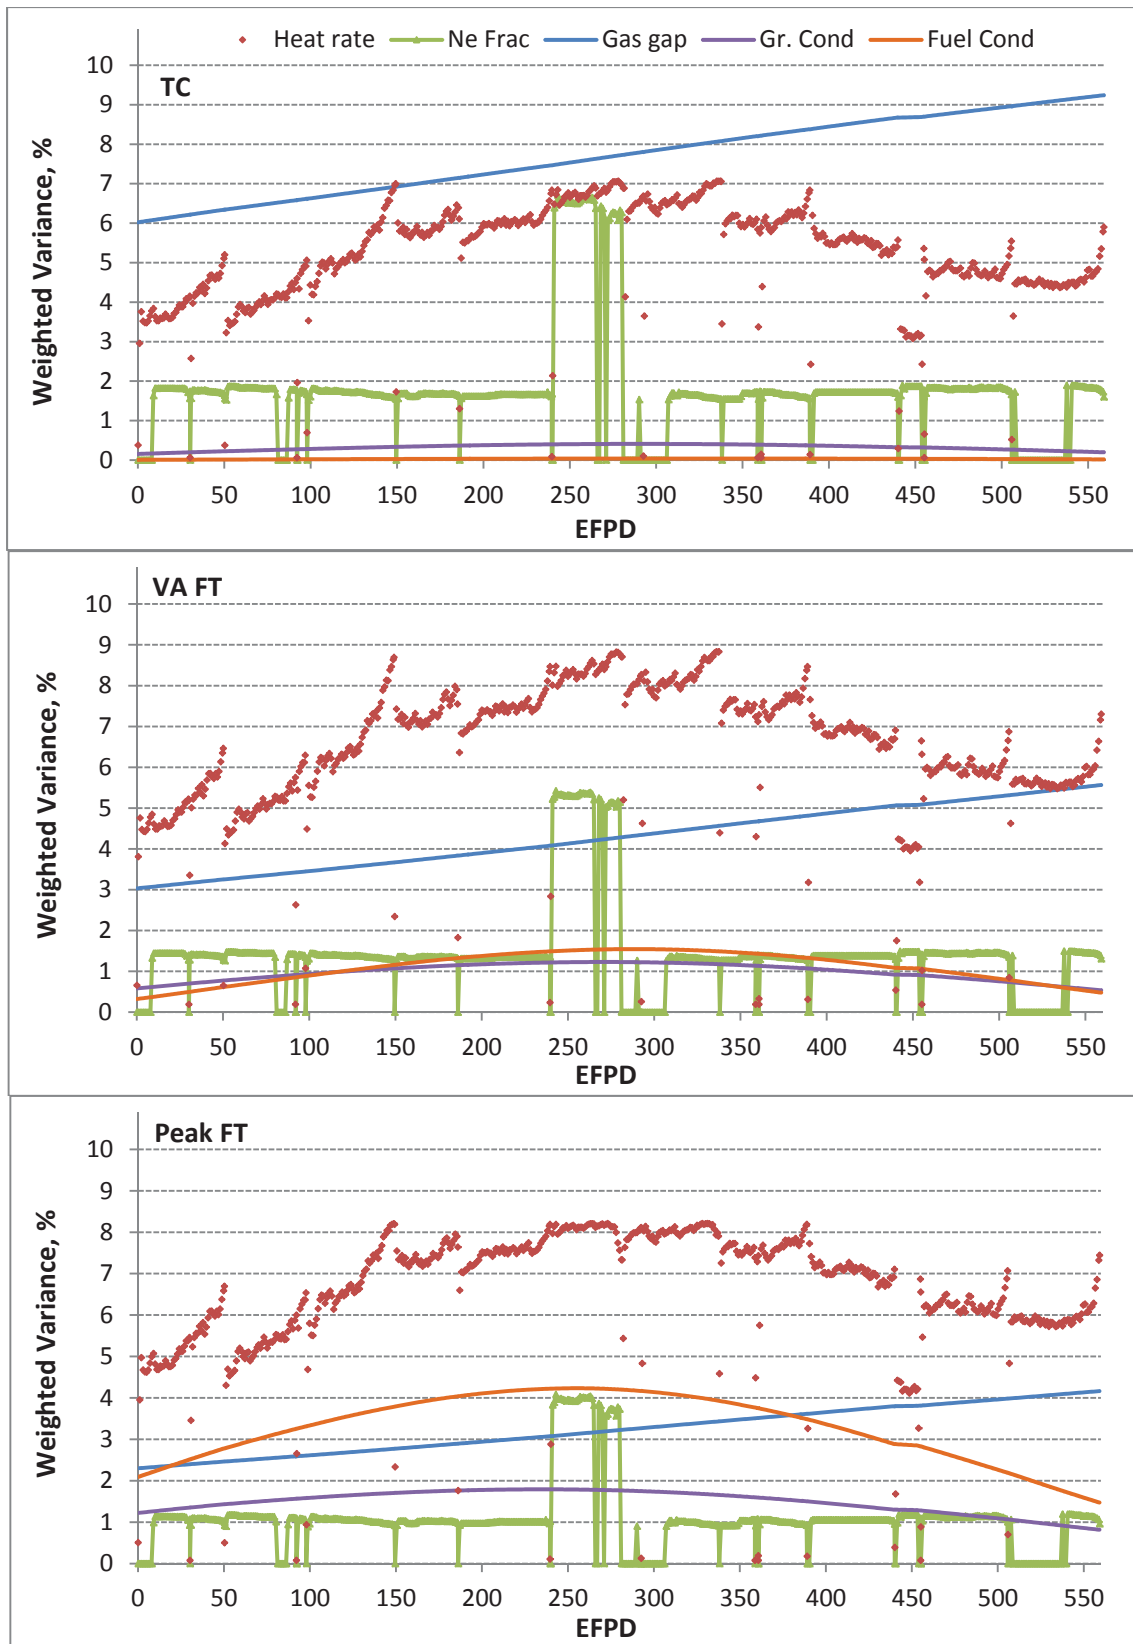 Heat rate Ne Frac Gas gap Gr. Cond Fuel Cond
TC
Weighted Variance, %
10
9
8
7
6
5
4
3
2
1
0
0 50 100 150 200 250 300 350 400 450 500 550
EFPD
VA FT
Weighted Variance, %
10
9
8
7
6
5
4
3
2
1
0
0 50 100 150 200 250 300 350 400 450 500 550
EFPD
Peak FT
Weighted Variance, %
10
9
8
7
6
5
4
3
2
1
0
0 50 100 150 200 250 300 350 400 450 500 550
EFPD